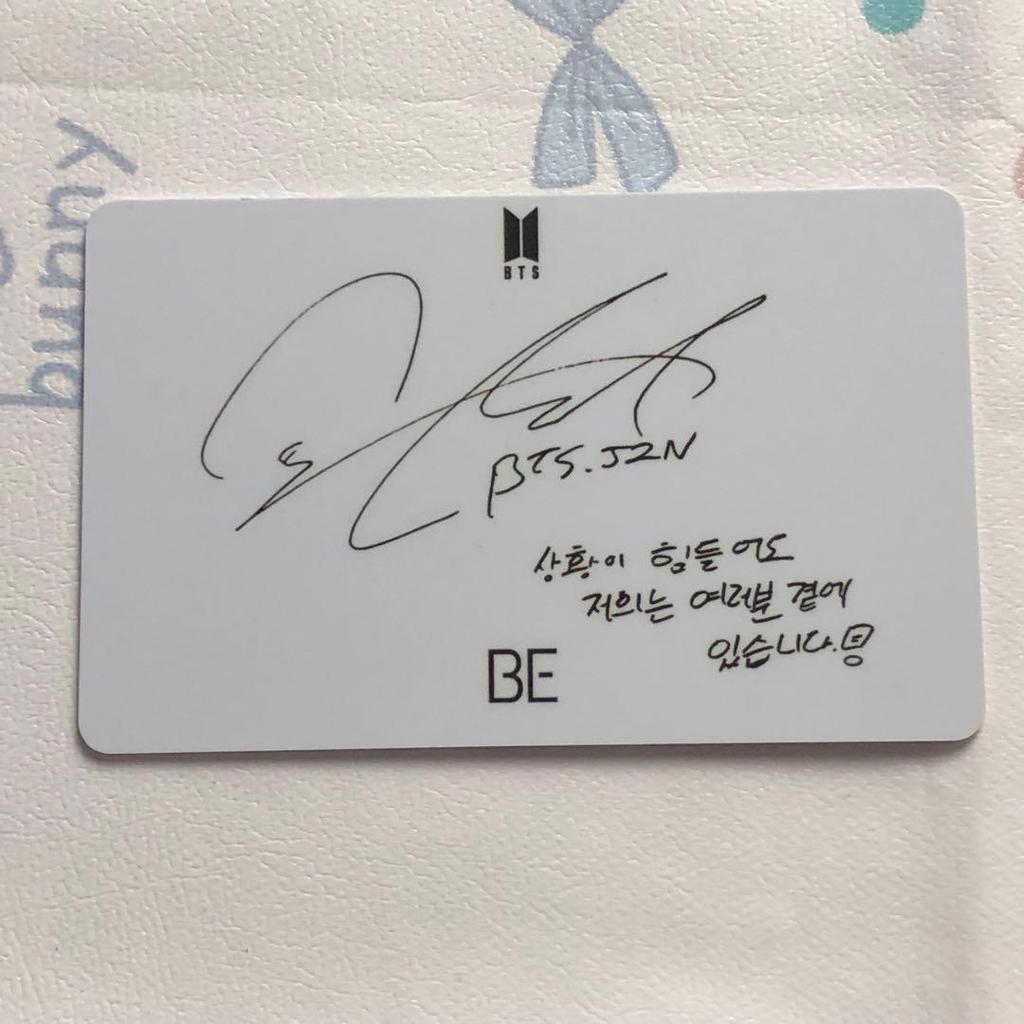 bunny
BTS
BTS.JIN
상황이 힘들어도
저희는 여러분 곁에
있습니다.
BE